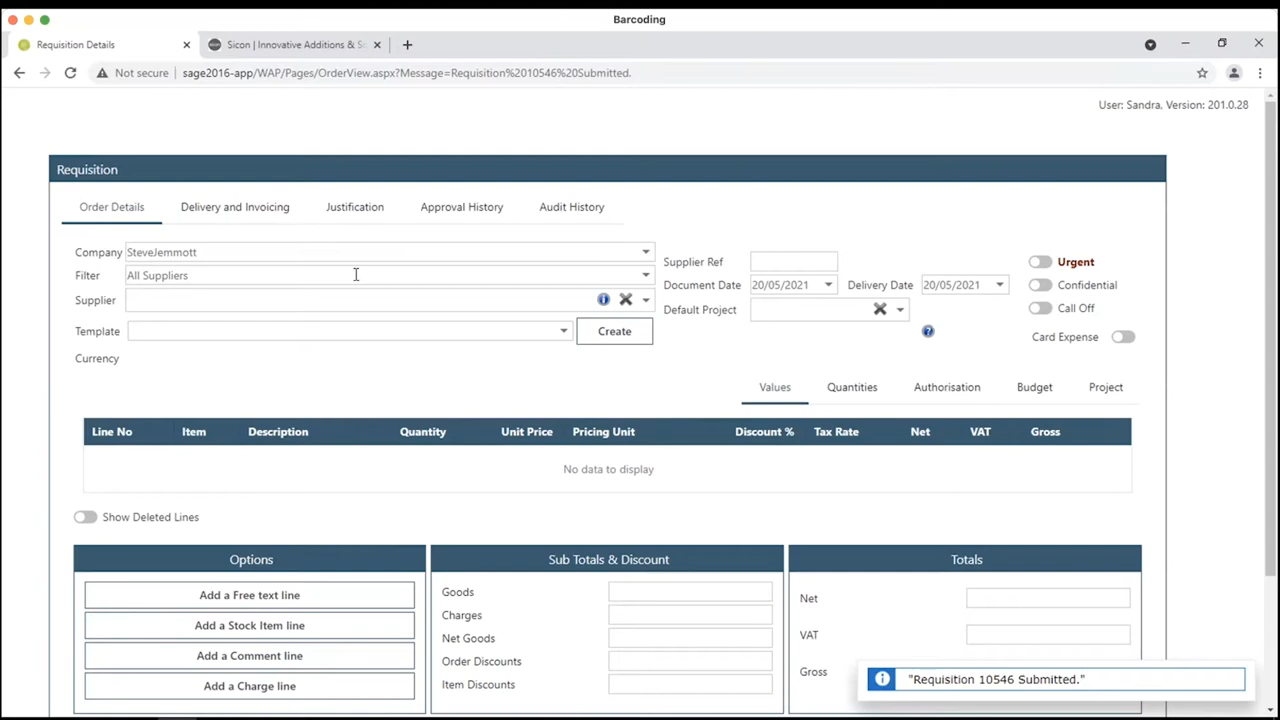 Barcoding
Requisition Details
Sicon | Innovative Additions & S
Not secure sage2016-app/WAP/Pages/OrderView.aspx?Message=Requisition%2010546%20Submitted.
User: Sandra, Version: 201.0.28
Requisition
Order Details Delivery and Invoicing Justification Approval History Audit History
Company SteveJemmott
Filter All Suppliers
Supplier
Template Create
Currency
Supplier Ref
Document Date 20/05/2021 Delivery Date 20/05/2021
Default Project
Urgent
Confidential
Call Off
Card Expense
Values Quantities Authorisation Budget Project
Line No Item Description Quantity Unit Price Pricing Unit Discount % Tax Rate Net VAT Gross
No data to display
Show Deleted Lines
Options
Add a Free text line
Add a Stock Item line
Add a Comment line
Add a Charge line
Sub Totals & Discount
Goods
Charges
Net Goods
Order Discounts
Item Discounts
Totals
Net
VAT
Gross
"Requisition 10546 Submitted."